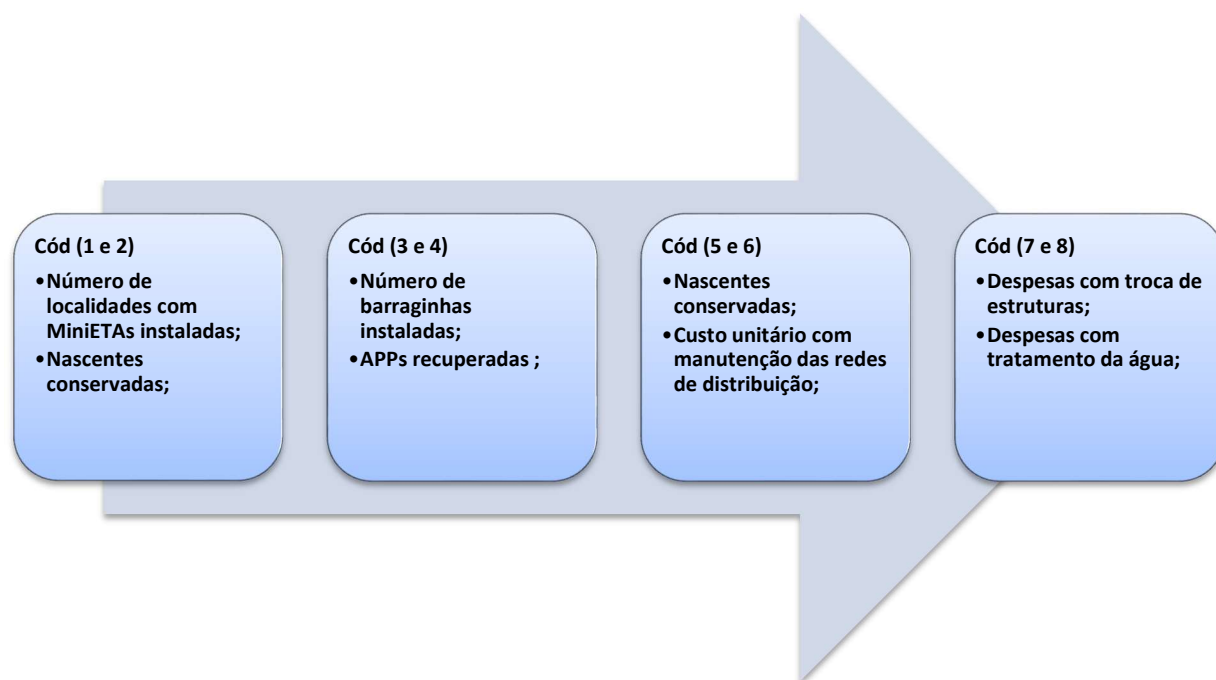 Cód (1 e 2)
•Número de
localidades com
MiniETAs instaladas;
•Nascentes
conservadas;
Cód (3 e 4)
•Número de
barraginhas
instaladas;
•APPs recuperadas ;
Cód (5 e 6)
•Nascentes
conservadas;
•Custo unitário com
manutenção das redes
de distribuição;
Cód (7 e 8)
•Despesas com troca de
estruturas;
•Despesas com
tratamento da água;